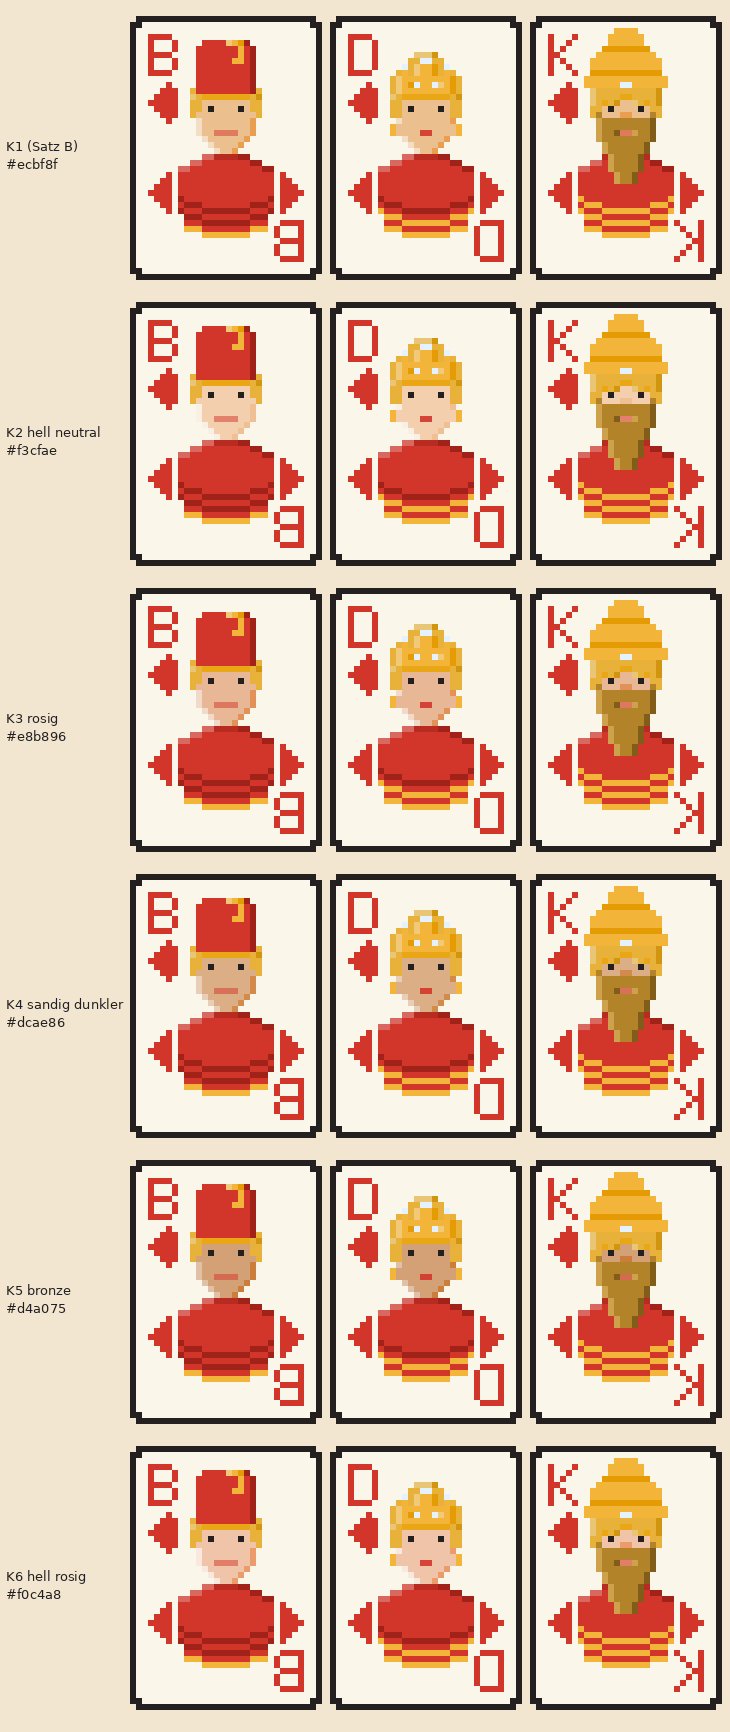 B D K
K1 (Satz B)
#ecbf8f
B D K
B D K
K2 hell neutral
#f3cfae
B D K
B D K
K3 rosig
#e8b896
B D K
B D K
K4 sandig dunkler
#dcae86
B D K
B D K
K5 bronze
#d4a075
B D K
B D K
K6 hell rosig
#f0c4a8
B D K